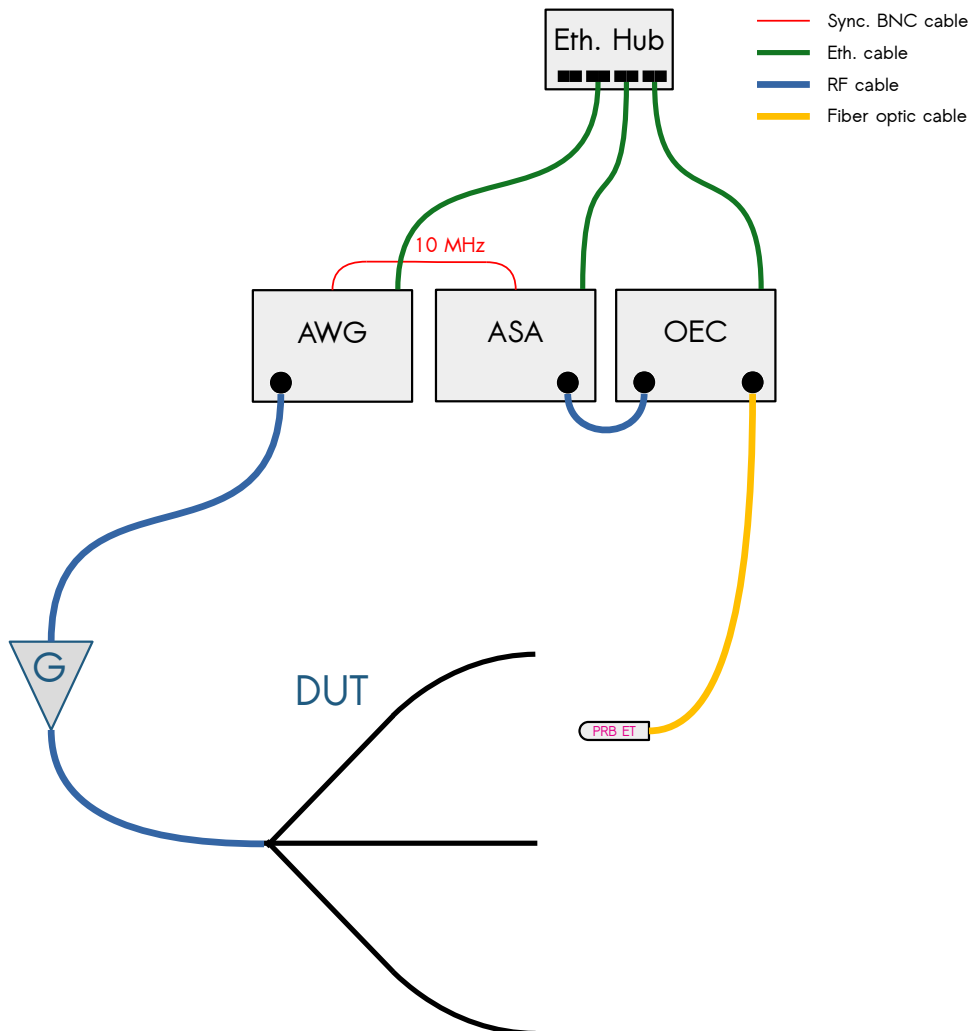 Eth. Hub
Sync. BNC cable
Eth. cable
RF cable
Fiber optic cable
10 MHz
AWG
ASA
OEC
G
DUT
PRB ET